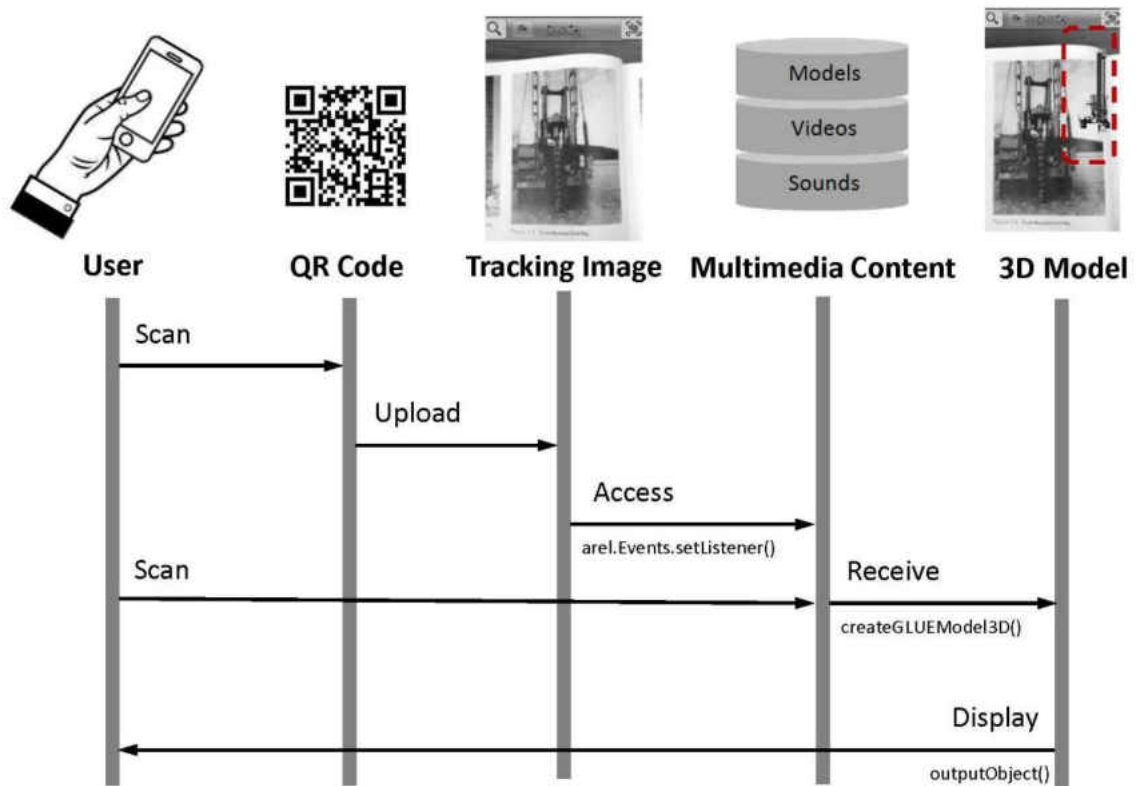 Models
Videos
Sounds
User
QR Code
Tracking Image
Multimedia Content
3D Model
Scan
Upload
Access
arel.Events.setListener()
Scan
Receive
createGLUEModel3D()
Display
outputObject()